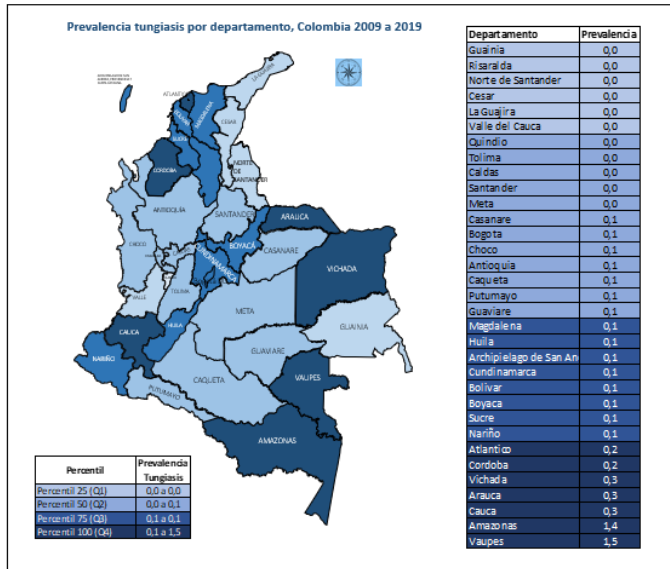 Prevalencia tungiasis por departamento, Colombia 2009 a 2019
LA GUAJIRA
ATLANTICO
MAGDALENA
CESAR
SUCRE
CORDOBA
NORTE DE
SANTANDER
ANTIOQUIA
SANTANDER
ARAUCA
CHOCO
BOYACÁ
CASANARE
CUNDINAMARCA
VICHADA
VALLE
TOLIMA
META
GUAINIA
CAUCA
HUILA
NARIÑO
GUAVIARE
CAQUETA
VAUPES
PUTUMAYO
AMAZONAS
Percentil Prevalencia Tungiasis
Percentil 25 (Q1) 0,0 a 0,0
Percentil 50 (Q2) 0,0 a 0,1
Percentil 75 (Q3) 0,1 a 0,1
Percentil 100 (Q4) 0,1 a 1,5
Departamento Prevalencia
Guainia 0,0
Risaralda 0,0
Norte de Santander 0,0
Cesar 0,0
La Guajira 0,0
Valle del Cauca 0,0
Quindio 0,0
Tolima 0,0
Caldas 0,0
Santander 0,0
Meta 0,0
Casanare 0,1
Bogota 0,1
Choco 0,1
Antioquia 0,1
Caqueta 0,1
Putumayo 0,1
Guaviare 0,1
Magdalena 0,1
Huila 0,1
Archipielago de San An 0,1
Cundinamarca 0,1
Bolivar 0,1
Boyaca 0,1
Sucre 0,1
Nariño 0,1
Atlantico 0,2
Cordoba 0,2
Vichada 0,3
Arauca 0,3
Cauca 0,3
Amazonas 1,4
Vaupes 1,5